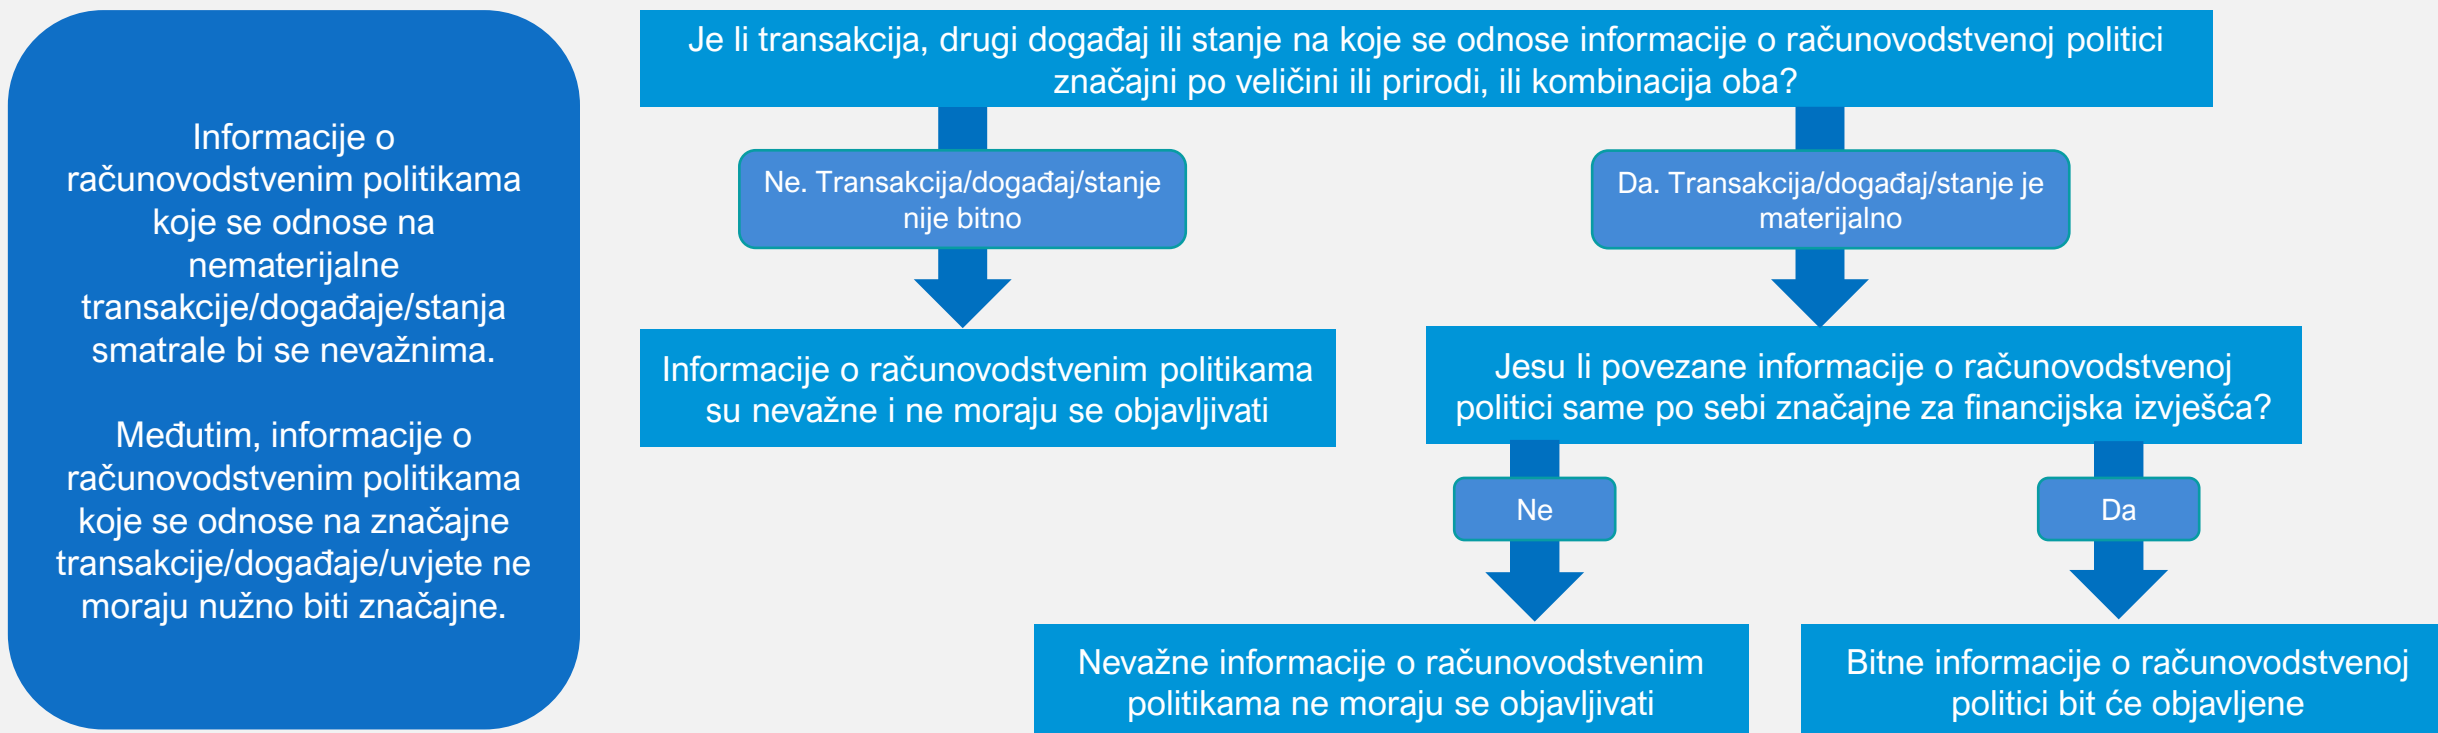 Informacije o
računovodstvenim politikama
koje se odnose na
nematerijalne
transakcije/događaje/stanja
smatrale bi se nevažnima.
Međutim, informacije o
računovodstvenim politikama
koje se odnose na značajne
transakcije/događaje/uvjete ne
moraju nužno biti značajne.
Je li transakcija, drugi događaj ili stanje na koje se odnose informacije o računovodstvenoj politici
značajni po veličini ili prirodi, ili kombinacija oba?
Ne. Transakcija/događaj/stanje
nije bitno
Da. Transakcija/događaj/stanje je
materijalno
Informacije o računovodstvenim politikama
su nevažne i ne moraju se objavljivati
Jesu li povezane informacije o računovodstvenoj
politici same po sebi značajne za financijska izvješća?
Ne
Da
Nevažne informacije o računovodstvenim
politikama ne moraju se objavljivati
Bitne informacije o računovodstvenoj
politici bit će objavljene